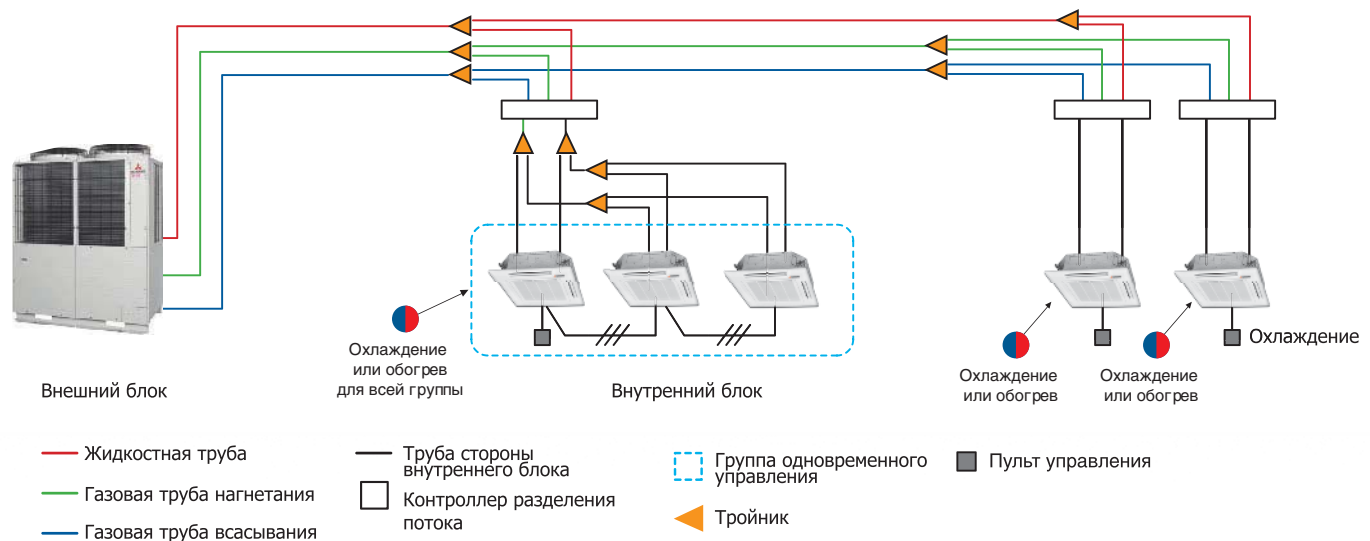 Охлаждение
Охлаждение
или обогрев
для всей группы
Охлаждение
или обогрев
Охлаждение
или обогрев
Внешний блок
Внутренний блок
Жидкостная труба
Газовая труба нагнетания
Газовая труба всасывания
Труба стороны
внутреннего блока
Контроллер разделения
потока
Группа одновременного
управления
Тройник
Пульт управления